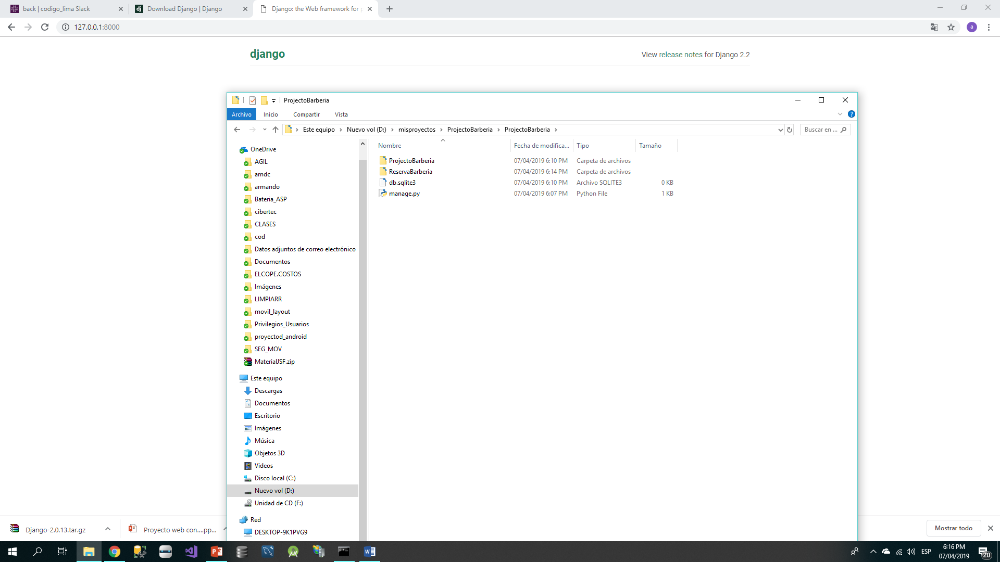 back | codigo_lima Slack
Download Django | Django
Django: the Web framework for
127.0.0.1:8000
a
django
View release notes for Django 2.2
ProjectoBarberia
Archivo Inicio Compartir Vista
Este equipo Nuevo vol (D:) misproyectos ProjectoBarberia ProjectoBarberia
Buscar en ...
Nombre Fecha de modifica... Tipo Tamaño
ProjectoBarberia 07/04/2019 6:10 PM Carpeta de archivos
ReservaBarberia 07/04/2019 6:14 PM Carpeta de archivos
db.sqlite3 07/04/2019 6:10 PM Archivo SQLITE3 0 KB
manage.py 07/04/2019 6:07 PM Python File 1 KB
OneDrive
AGIL
amdc
armando
Bateria_ASP
cibertec
CLASES
cod
Datos adjuntos de correo electrónico
Documentos
ELCOPE.COSTOS
Imágenes
LIMPIARR
movil_layout
Privilegios_Usuarios
proyectod_android
SEG_MOV
MaterialJSF.zip
Este equipo
Descargas
Documentos
Escritorio
Imágenes
Música
Objetos 3D
Videos
Disco local (C:)
Nuevo vol (D:)
Unidad de CD (F:)
Red
DESKTOP-9K1PVG9
Django-2.0.13.tar.gz
Proyecto web con....pp...
Mostrar todo
ESP
6:16 PM
07/04/2019
20